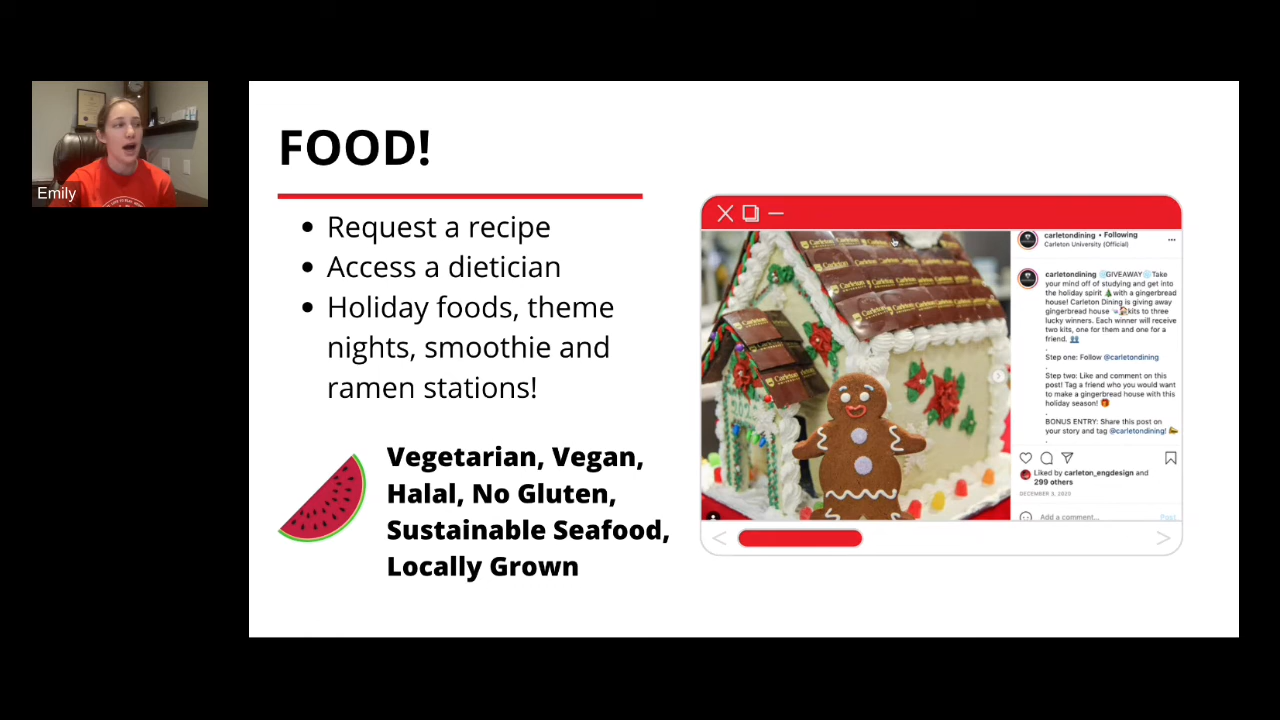 Emily
FOOD!
Request a recipe
Access a dietician
Holiday foods, theme
nights, smoothie and
ramen stations!
Vegetarian, Vegan,
Halal, No Gluten,
Sustainable Seafood,
Locally Grown
carletondining • Following
Carleton University (Official)
carletondining GIVEAWAY Take
your mind off of studying and get into
the holiday spirit with a gingerbread
house! Carleton Dining is giving away
gingerbread house kits to three
lucky winners. Each winner will receive
two kits, one for them and one for a
friend.
.
Step one: Follow @carletondining
.
Step two: Like and comment on this
post! Tag a friend who you would want
to make a gingerbread house with this
holiday season!
.
BONUS ENTRY: Share this post on
your story and tag @carletondining!
.
Liked by carleton_engdesign and
299 others
DECEMBER 3, 2020
Add a comment...
Post